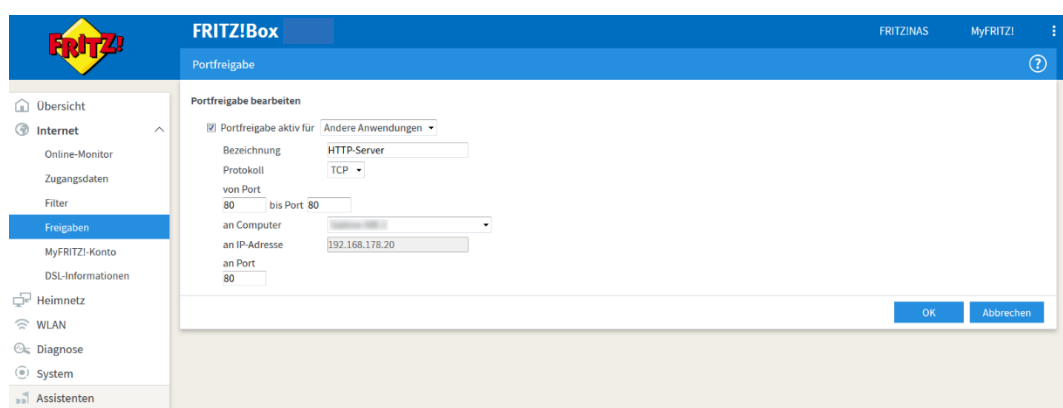 FRITZ!
FRITZ!Box
FRITZ!NAS MyFRITZ!
Portfreigabe ?
Übersicht
Internet
Online-Monitor
Zugangsdaten
Filter
Freigaben
MyFRITZ!-Konto
DSL-Informationen
Heimnetz
WLAN
Diagnose
System
Assistenten
Portfreigabe bearbeiten
Portfreigabe aktiv für Andere Anwendungen
Bezeichnung HTTP-Server
Protokoll TCP
von Port
80 bis Port 80
an Computer
an IP-Adresse 192.168.178.20
an Port
80
OK Abbrechen